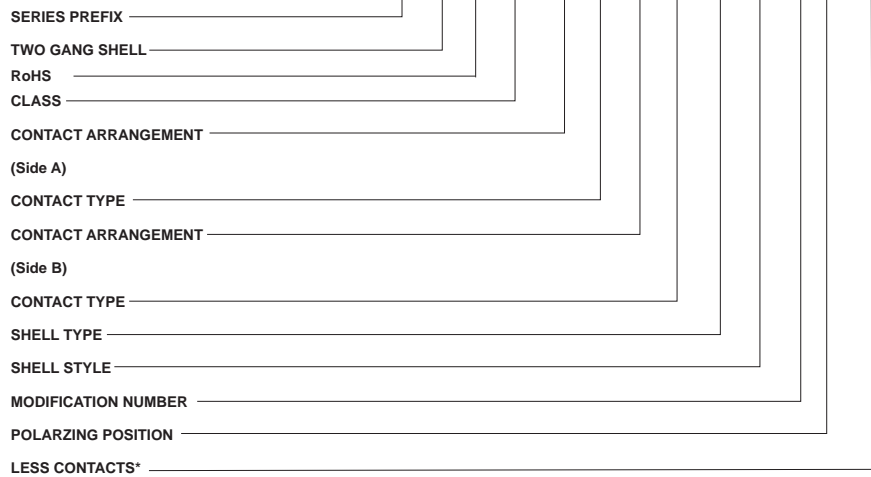 SERIES PREFIX
TWO GANG SHELL
RoHS
CLASS
CONTACT ARRANGEMENT
(Side A)
CONTACT TYPE
CONTACT ARRANGEMENT
(Side B)
CONTACT TYPE
SHELL TYPE
SHELL STYLE
MODIFICATION NUMBER
POLARZING POSITION
LESS CONTACTS*